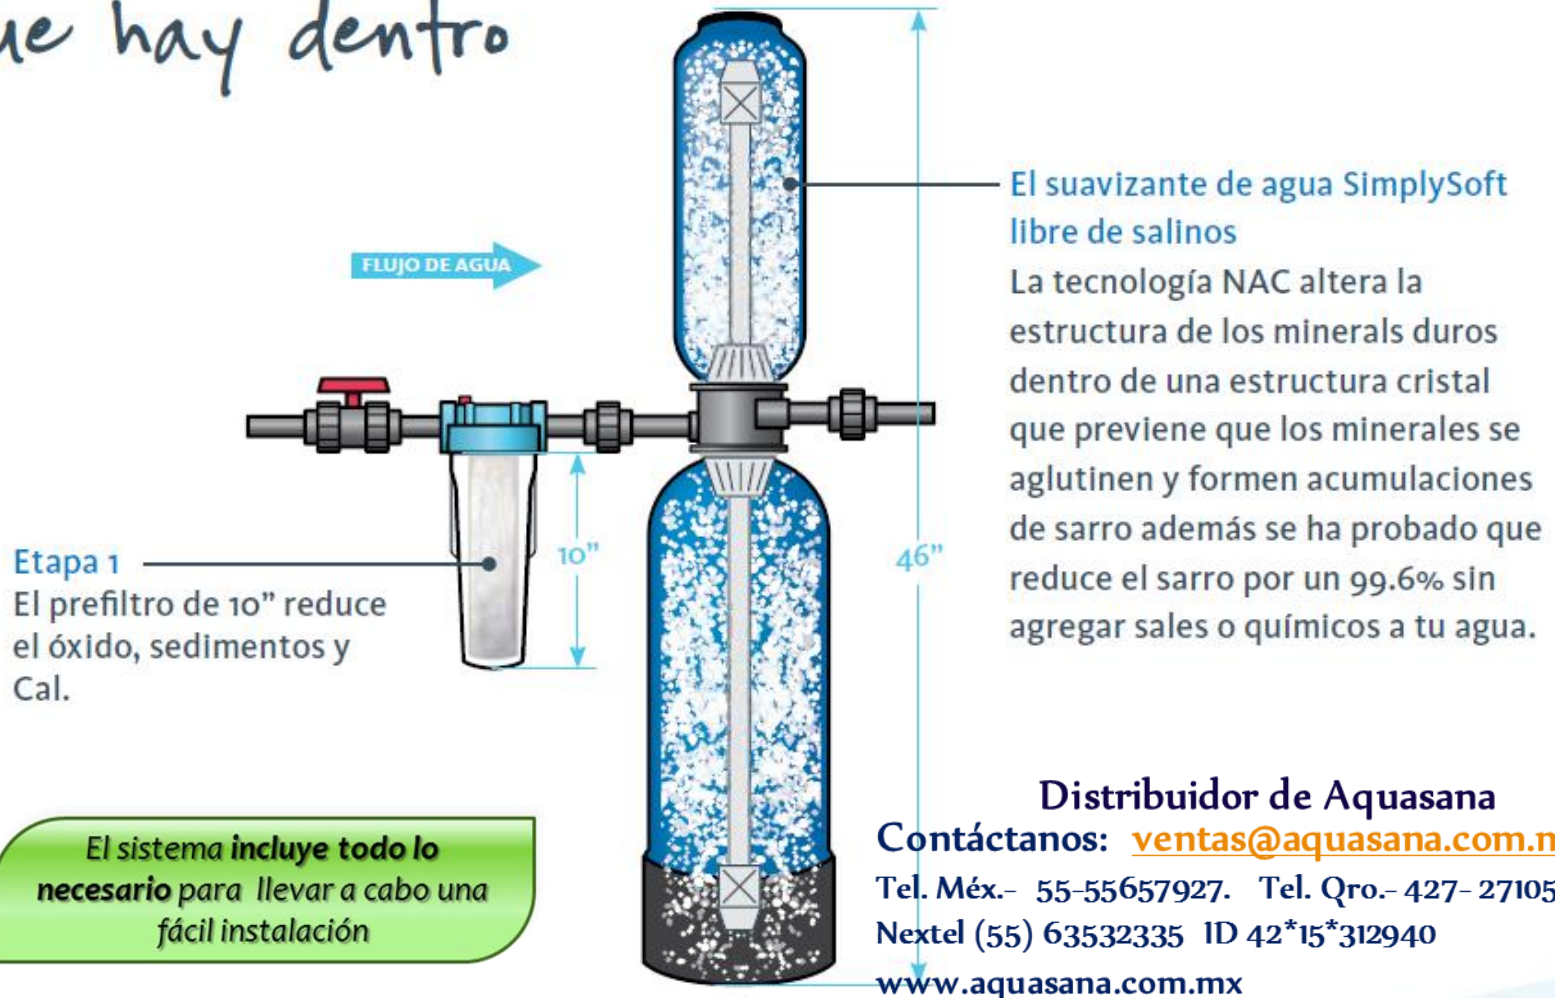 hay dentro
FLUJO DE AGUA
El suavizante de agua SimplySoft
libre de salinos
La tecnología NAC altera la
estructura de los minerals duros
dentro de una estructura cristal
que previene que los minerales se
aglutinen y formen acumulaciones
de sarro además se ha probado que
reduce el sarro por un 99.6% sin
agregar sales o químicos a tu agua.
10”
46”
Etapa 1
El prefiltro de 10” reduce
el óxido, sedimentos y
Cal.
El sistema incluye todo lo
necesario para llevar a cabo una
fácil instalación
Distribuidor de Aquasana
Contáctanos: ventas@aquasana.com.m
Tel. Méx.- 55-55657927. Tel. Qro.- 427- 27105
Nextel (55) 63532335 ID 42*15*312940
www.aquasana.com.mx